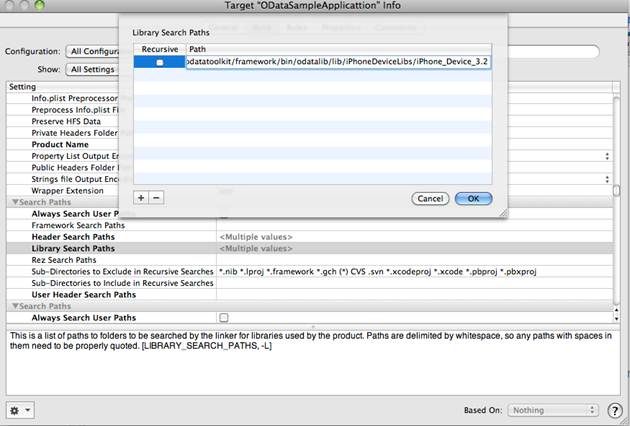 Target "ODataSampleApplicattion" Info
Library Search Paths
Recursive Path
odatatoolkit/framework/bin/odatalib/lib/iPhoneDeviceLibs/iPhone_Device_3.2
+ −
Cancel OK
Configuration: All Configura
Show: All Settings
Setting
Info.plist Preprocessor
Preprocess Info.plist File
Preserve HFS Data
Private Headers Folder
Product Name
Property List Output
Public Headers Folder
Strings file Output
Wrapper Extension
Search Paths
Always Search User Paths
Framework Search Paths
Header Search Paths <Multiple values>
Library Search Paths <Multiple values>
Rez Search Paths
Sub-Directories to Exclude in Recursive Searches *.nib *.lproj *.framework *.gch (*) CVS .svn *.xcodeproj *.xcode *.pbproj *.pbxproj
Sub-Directories to Include in Recursive Searches
User Header Search Paths
Search Paths
Always Search User Paths
This is a list of paths to folders to be searched by the linker for libraries used by the product. Paths are delimited by whitespace, so any paths with spaces in
them need to be properly quoted. [LIBRARY_SEARCH_PATHS, -L]
Based On: Nothing ?